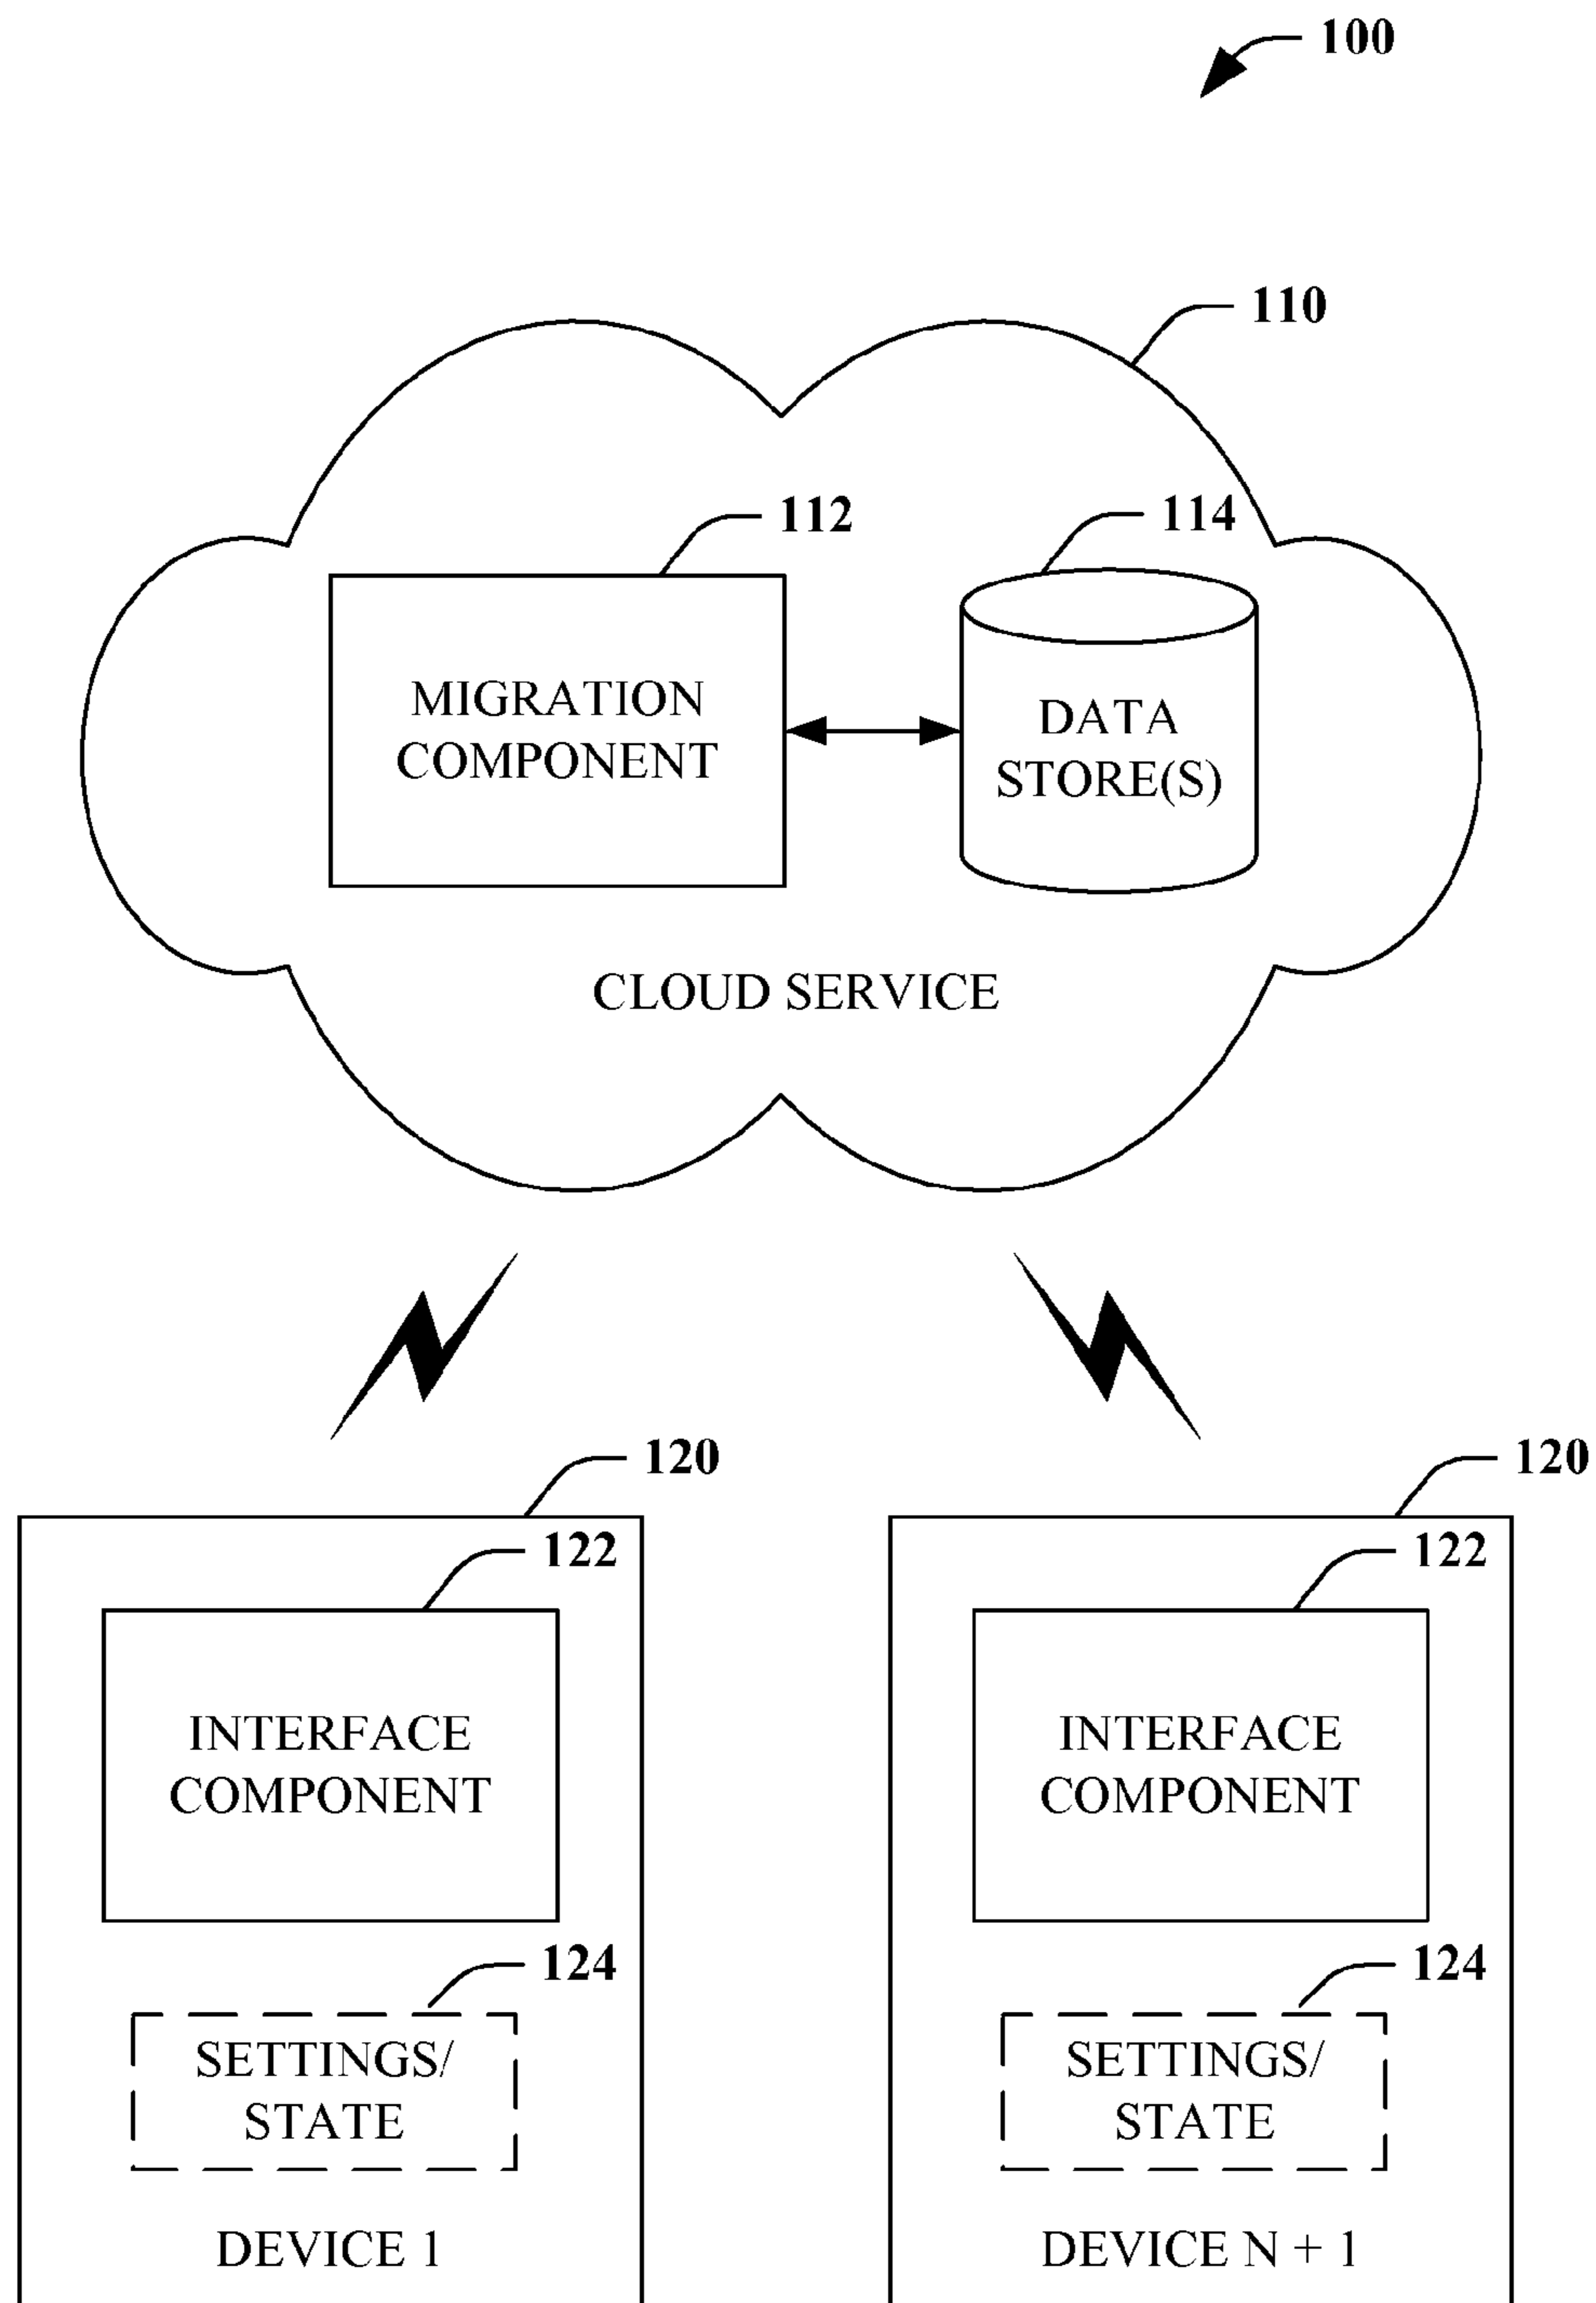 100
110
112
114
MIGRATION
COMPONENT
DATA
STORE(S)
CLOUD SERVICE
120
122
INTERFACE
COMPONENT
124
SETTINGS/
STATE
DEVICE 1
120
122
INTERFACE
COMPONENT
124
SETTINGS/
STATE
DEVICE N + 1